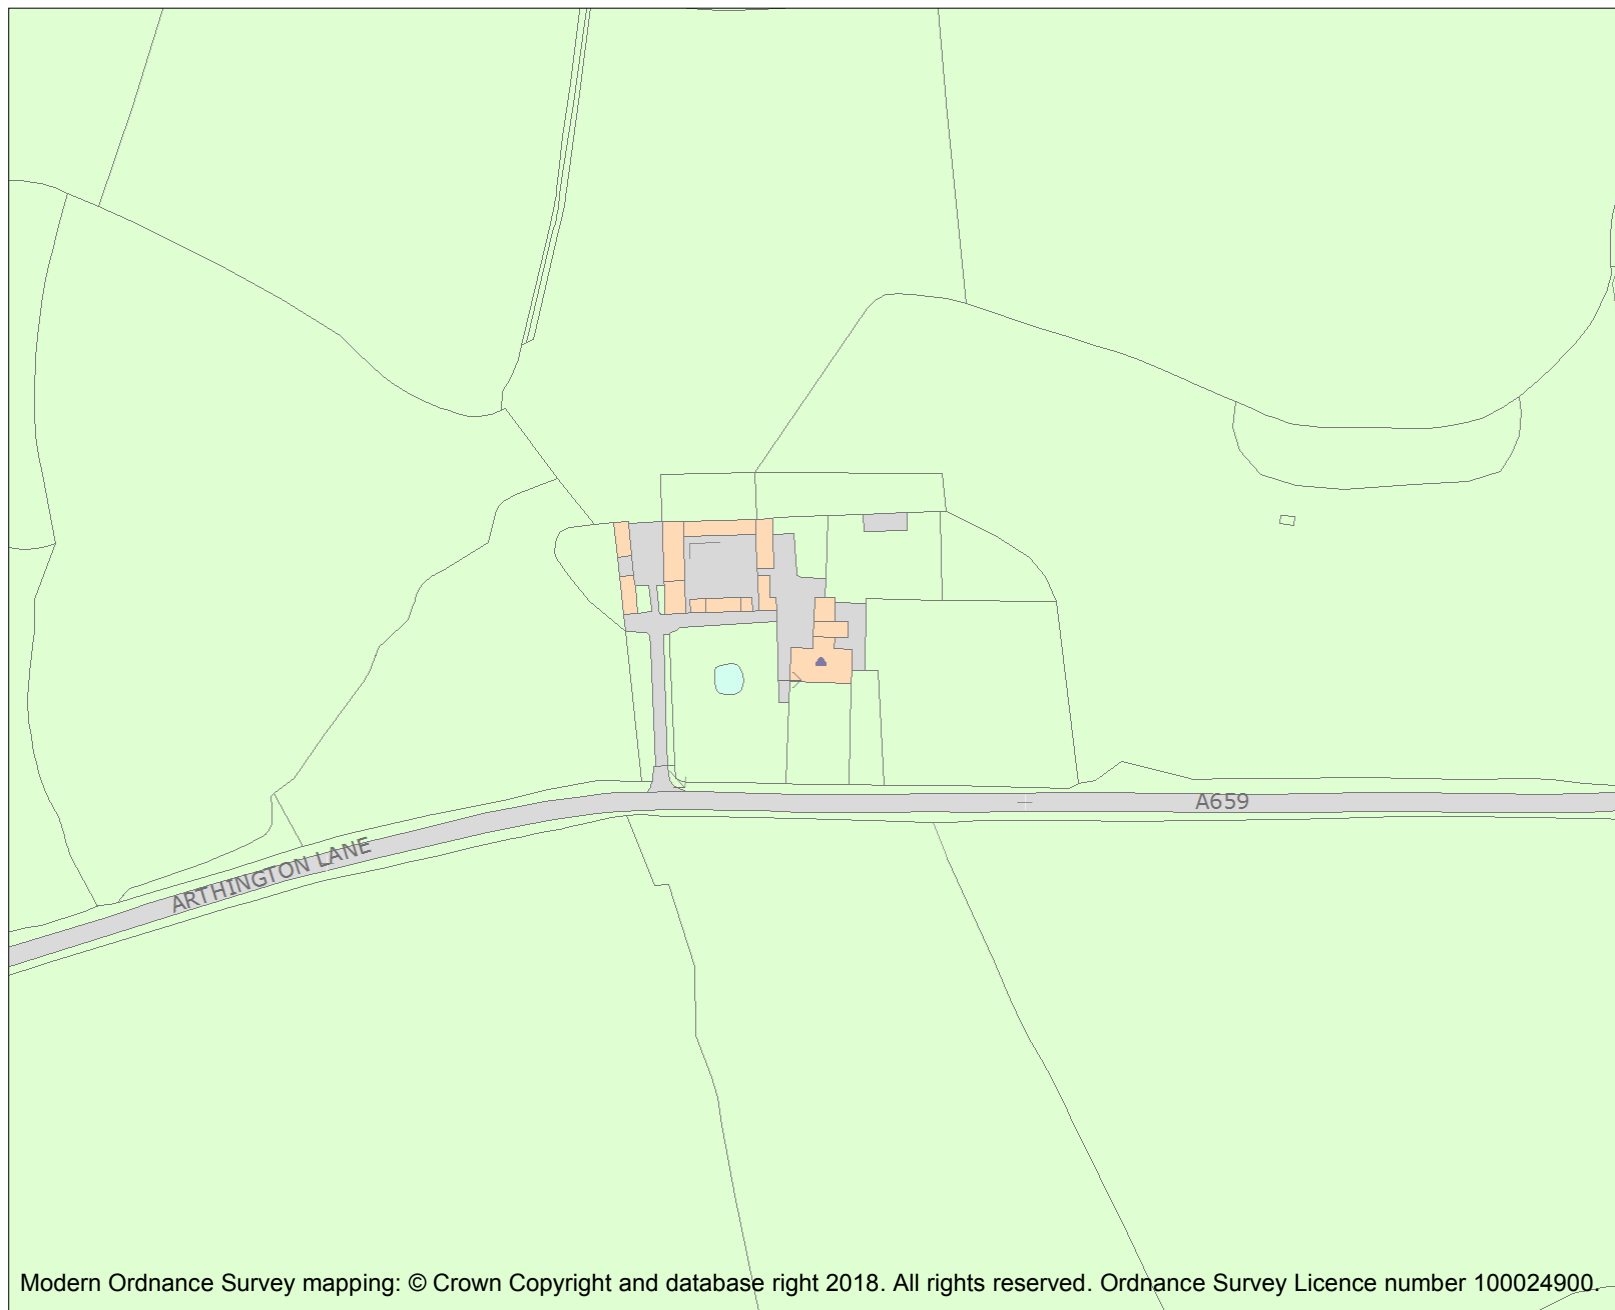 A659
ARTHINGTON LANE
Modern Ordnance Survey mapping: © Crown Copyright and database right 2018. All rights reserved. Ordnance Survey Licence number 100024900.